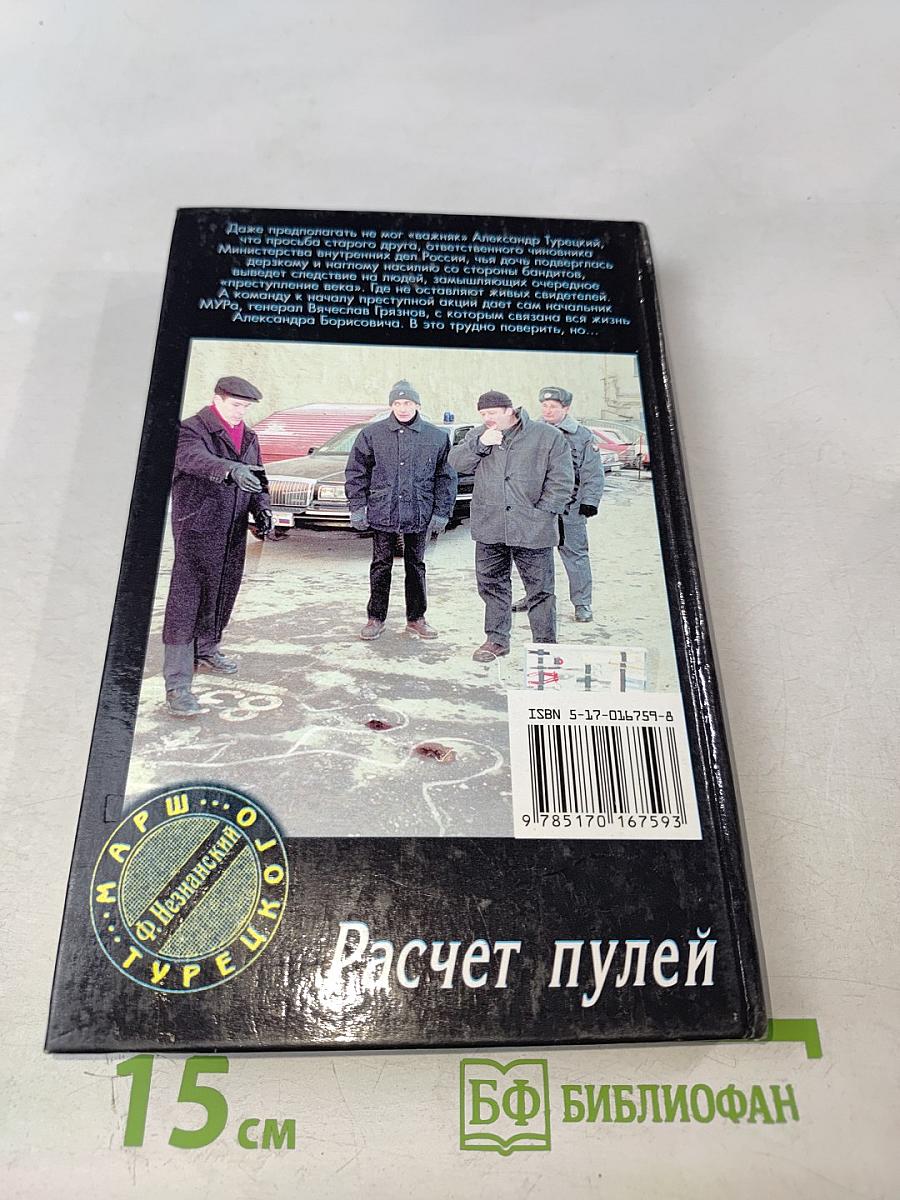 Даже предполагать не мог «важняк» Александр Турецкий,
что просьба старого друга, ответственного чиновника
Министерства внутренних дел России, чья дочь подверглась
дерзкому и наглому насилию со стороны бандитов,
выведет следствие на людей, замышляющих очередное
«преступление века». Где не оставляют живых свидетелей.
А команду к началу преступной акции дает сам начальник
МУРа, генерал Вячеслав Грязнов, с которым связана вся жизнь
Александра Борисовича. В это трудно поверить, но...
ISBN 5-17-016759-8
9 785170 167593
...МАРШ...
Ф. Незнанский
ТУРЕЦКОГО
Расчет пулей
15 см
БФ БИБЛИОФАН